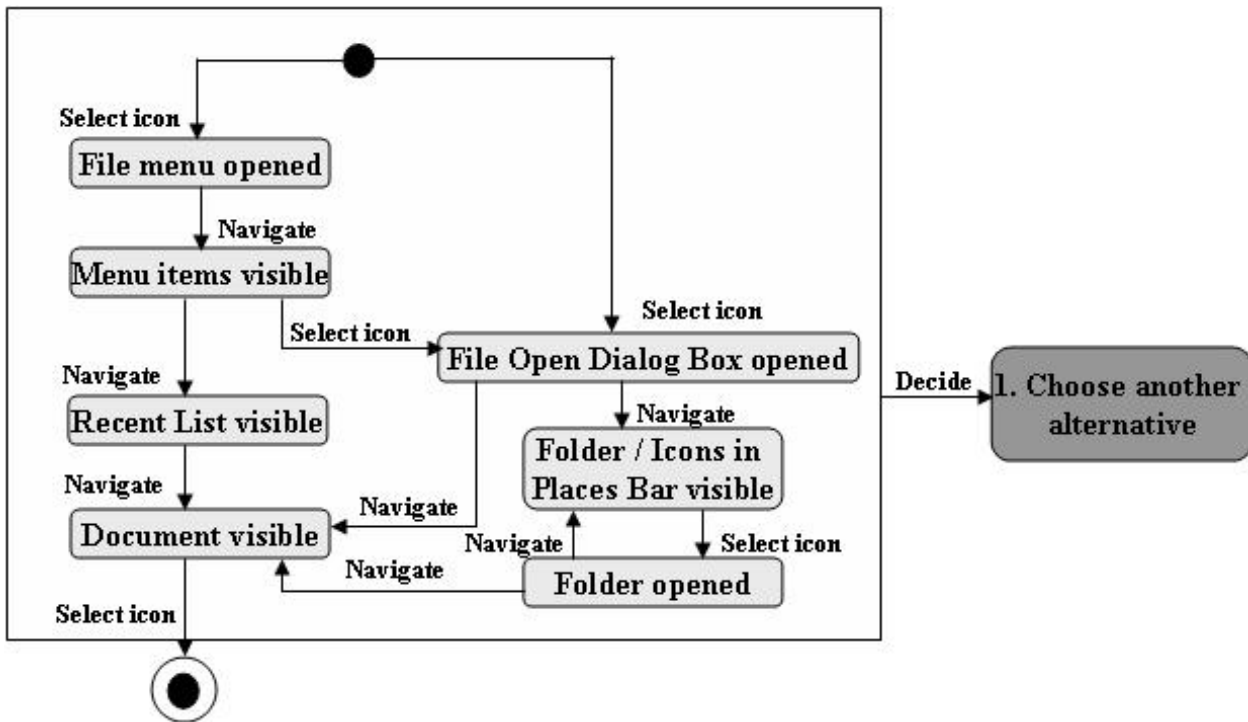 Select icon
File menu opened
Navigate
Menu items visible
Select icon
Select icon
File Open Dialog Box opened
Decide
1. Choose another
alternative
Navigate
Recent List visible
Navigate
Folder / Icons in
Places Bar visible
Navigate
Document visible
Navigate
Navigate
Select icon
Navigate
Folder opened
Select icon